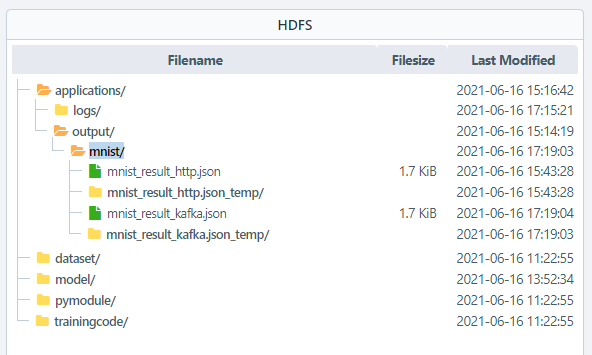 HDFS
Filename Filesize Last Modified
applications/ 2021-06-16 15:16:42
logs/ 2021-06-16 17:15:21
output/ 2021-06-16 15:14:19
mnist/ 2021-06-16 17:19:03
mnist_result_http.json 1.7 KiB 2021-06-16 15:43:28
mnist_result_http.json_temp/ 2021-06-16 15:43:28
mnist_result_kafka.json 1.7 KiB 2021-06-16 17:19:04
mnist_result_kafka.json_temp/ 2021-06-16 17:19:03
dataset/ 2021-06-16 11:22:55
model/ 2021-06-16 13:52:34
pymodule/ 2021-06-16 11:22:55
trainingcode/ 2021-06-16 11:22:55